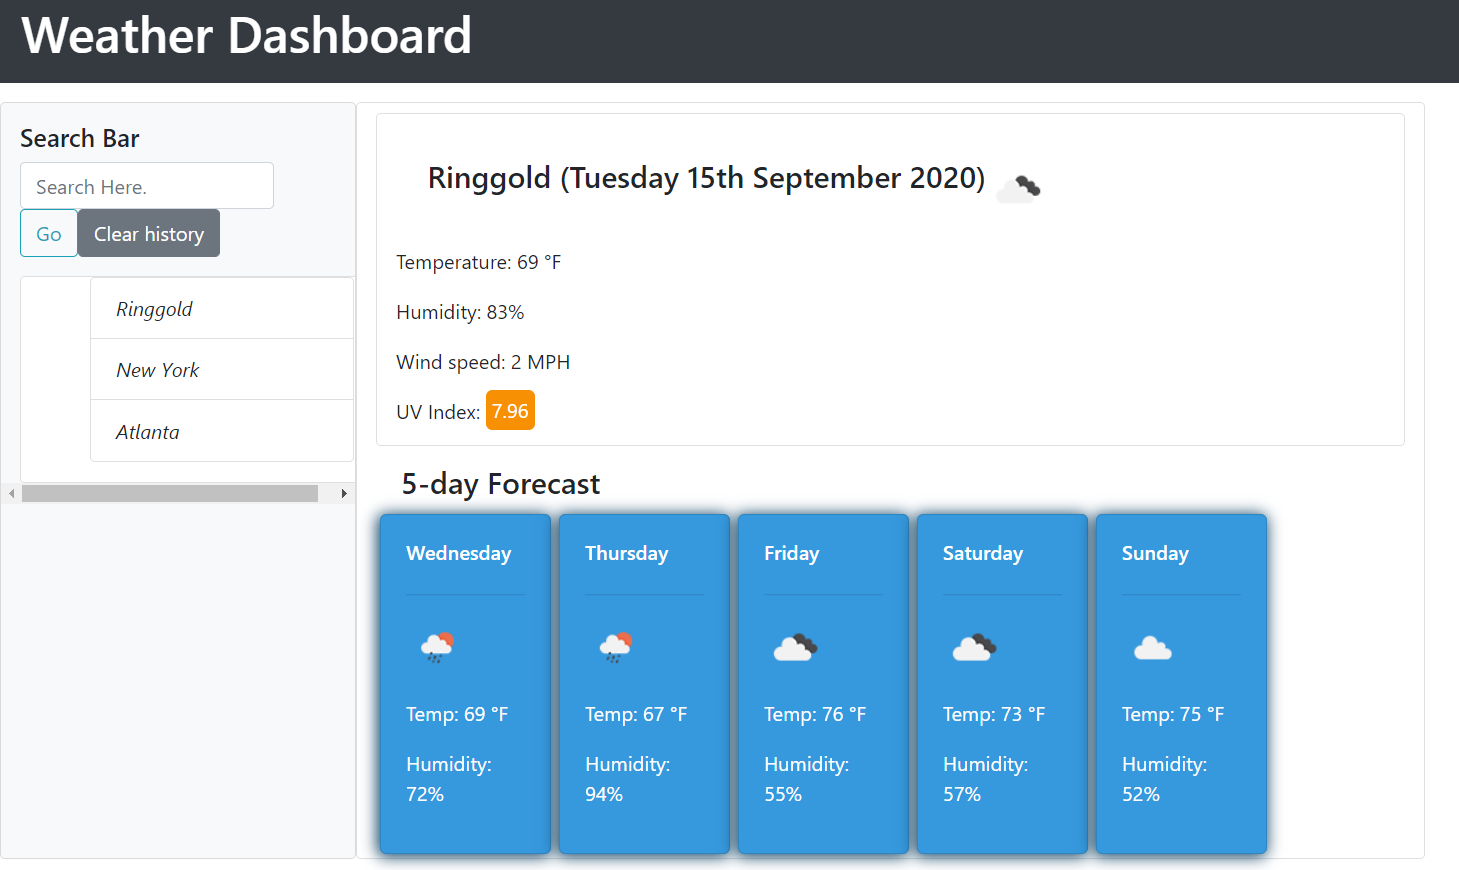 Weather Dashboard
Search Bar
Search Here.
Go
Clear history
Ringgold
New York
Atlanta
Ringgold (Tuesday 15th September 2020)
Temperature: 69 °F
Humidity: 83%
Wind speed: 2 MPH
UV Index: 7.96
5-day Forecast
Wednesday
Temp: 69 °F
Humidity:
72%
Thursday
Temp: 67 °F
Humidity:
94%
Friday
Temp: 76 °F
Humidity:
55%
Saturday
Temp: 73 °F
Humidity:
57%
Sunday
Temp: 75 °F
Humidity:
52%